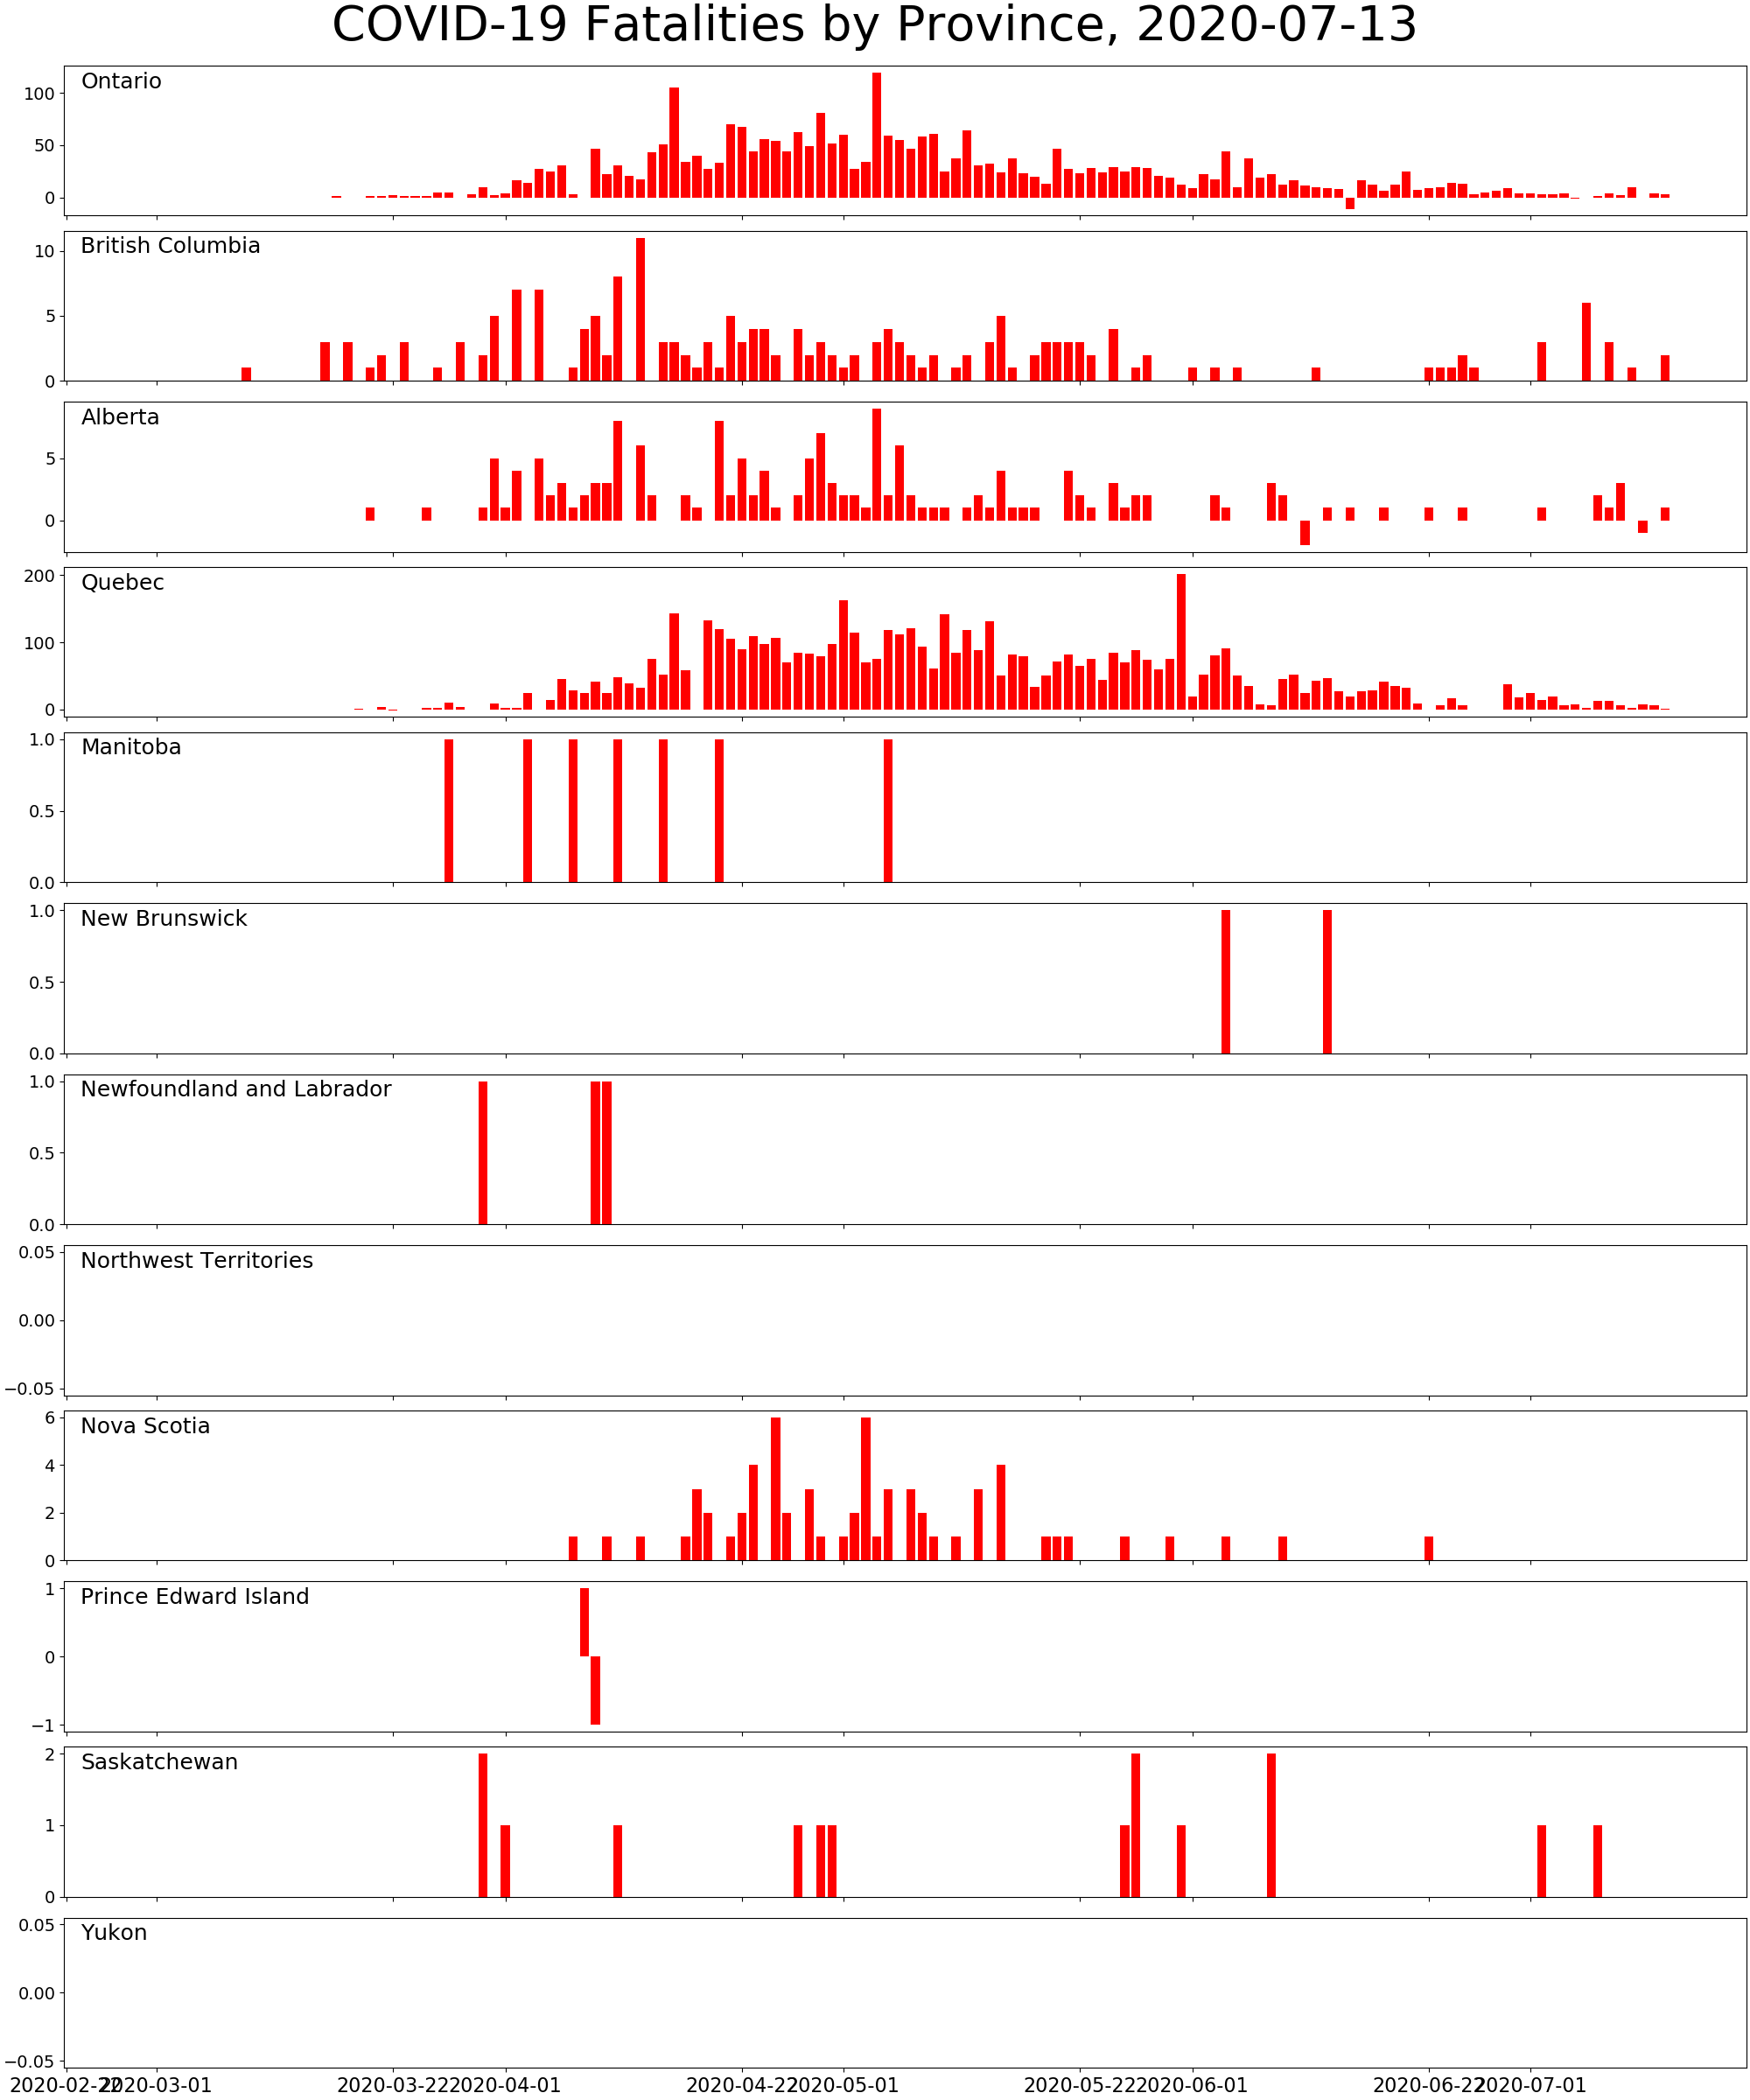 COVID-19 Fatalities by Province, 2020-07-13
Ontario
100
50
0
British Columbia
10
5
0
Alberta
5
0
Quebec
200
100
0
Manitoba
1.0
0.5
0.0
New Brunswick
1.0
0.5
0.0
Newfoundland and Labrador
1.0
0.5
0.0
Northwest Territories
0.05
0.00
−0.05
Nova Scotia
6
4
2
0
Prince Edward Island
1
0
−1
Saskatchewan
2
1
0
Yukon
0.05
0.00
−0.05
2020-02-22 2020-03-01 2020-03-22 2020-04-01 2020-04-22 2020-05-01 2020-05-22 2020-06-01 2020-06-22 2020-07-01